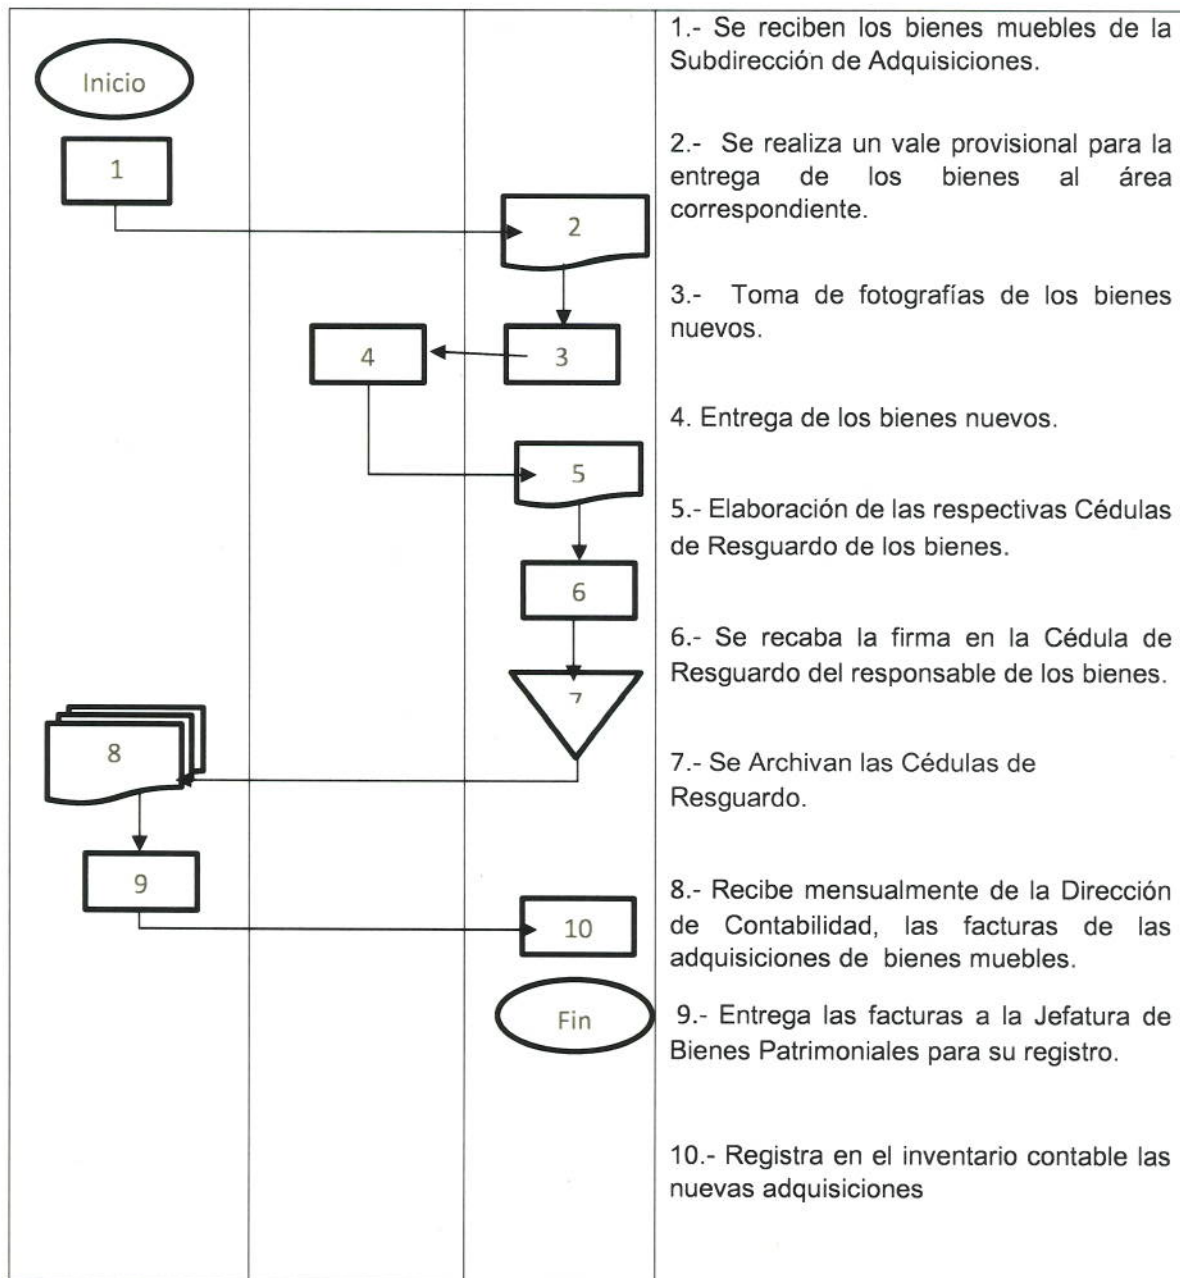 Inicio
1
2
3
4
5
6
7
8
9
10
Fin
1.- Se reciben los bienes muebles de la
Subdirección de Adquisiciones.
2.- Se realiza un vale provisional para la
entrega de los bienes al área
correspondiente.
3.- Toma de fotografías de los bienes
nuevos.
4. Entrega de los bienes nuevos.
5.- Elaboración de las respectivas Cédulas
de Resguardo de los bienes.
6.- Se recaba la firma en la Cédula de
Resguardo del responsable de los bienes.
7.- Se Archivan las Cédulas de
Resguardo.
8.- Recibe mensualmente de la Dirección
de Contabilidad, las facturas de las
adquisiciones de bienes muebles.
9.- Entrega las facturas a la Jefatura de
Bienes Patrimoniales para su registro.
10.- Registra en el inventario contable las
nuevas adquisiciones